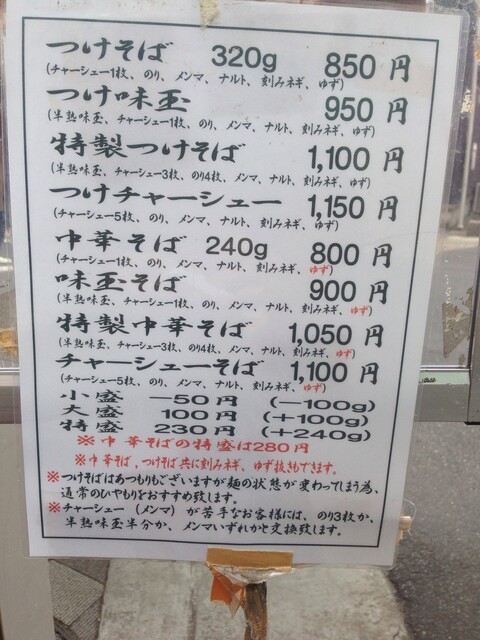 つけそば 320g 850円
(チャーシュー1枚、のり、メンマ、ナルト、刻みネギ、ゆず)
つけ味玉 950円
(半熟味玉、チャーシュー1枚、のり、メンマ、ナルト、刻みネギ、ゆず)
特製つけそば 1,100円
(半熟味玉、チャーシュー3枚、のり4枚、メンマ、ナルト、刻みネギ、ゆず)
つけチャーシュー 1,150円
(チャーシュー5枚、のり、メンマ、ナルト、刻みネギ、ゆず)
中華そば 240g 800円
(チャーシュー1枚、のり、メンマ、ナルト、刻みネギ、ゆず)
味玉そば 900円
(半熟味玉、チャーシュー1枚、のり、メンマ、ナルト、刻みネギ、ゆず)
特製中華そば 1,050円
(半熟味玉、チャーシュー3枚、のり4枚、メンマ、ナルト、刻みネギ、ゆず)
チャーシューそば 1,100円
(チャーシュー5枚、のり、メンマ、ナルト、刻みネギ、ゆず)
小盛 −50円 (−100g)
大盛 100円 (+100g)
特盛 230円 (+240g)
※中華そばの特盛は280円
※中華そば、つけそば共に刻みネギ、ゆず抜きもできます。
※つけそばはあつもりもございますが麺の状態が変わってしまう為、
通常のひやもりをおすすめ致します。
※チャーシュー(メンマ)が苦手なお客様には、のり3枚か、
半熟味玉半分か、メンマいずれかと交換致します。